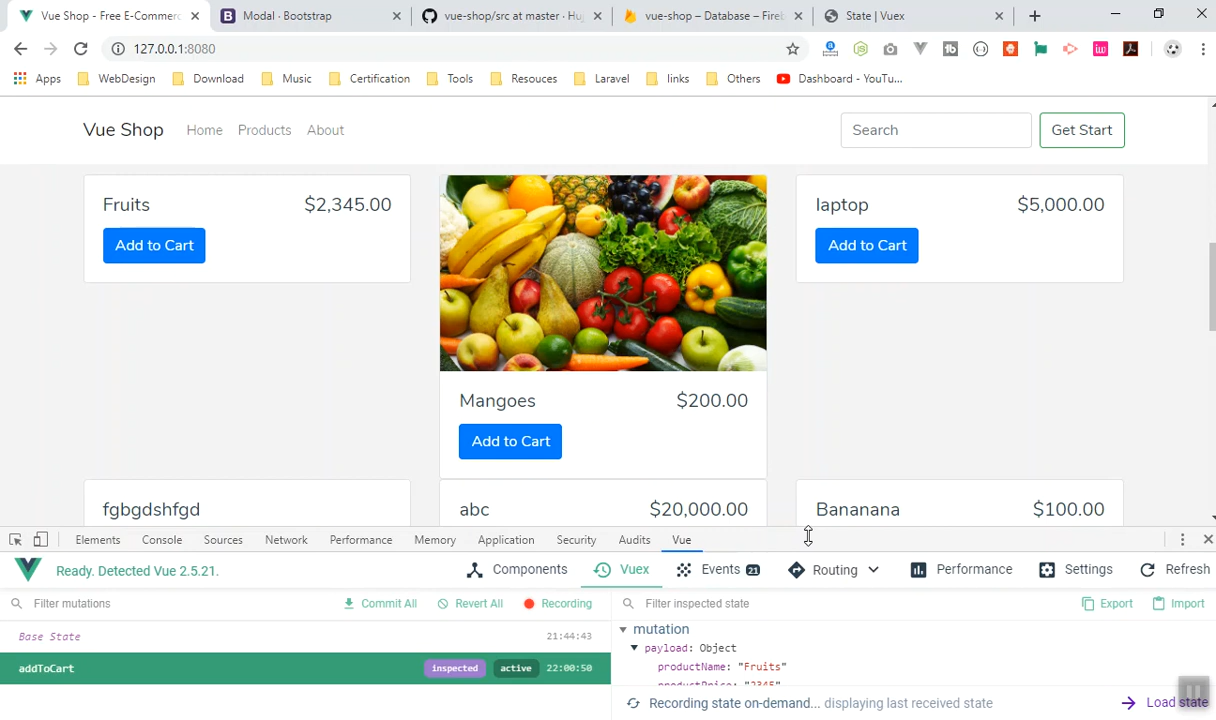 Vue Shop - Free E-Commerc
Modal · Bootstrap
vue-shop/src at master · Huj
vue-shop – Database – Fireb
State | Vuex
127.0.0.1:8080
Apps
WebDesign
Download
Music
Certification
Tools
Resouces
Laravel
links
Others
Dashboard - YouTu...
Vue Shop
Home
Products
About
Search
Get Start
Fruits $2,345.00
Add to Cart
Mangoes $200.00
Add to Cart
laptop $5,000.00
Add to Cart
fgbgdshfgd
abc $20,000.00
Bananana $100.00
Elements Console Sources Network Performance Memory Application Security Audits Vue
Ready. Detected Vue 2.5.21.
Components
Vuex
Events 21
Routing
Performance
Settings
Refresh
Filter mutations
Commit All
Revert All
Recording
Filter inspected state
Export
Import
Base State 21:44:43
addToCart inspected active 22:00:50
mutation
payload: Object
productName: "Fruits"
productPrice: "2345"
Recording state on-demand... displaying last received state
Load state